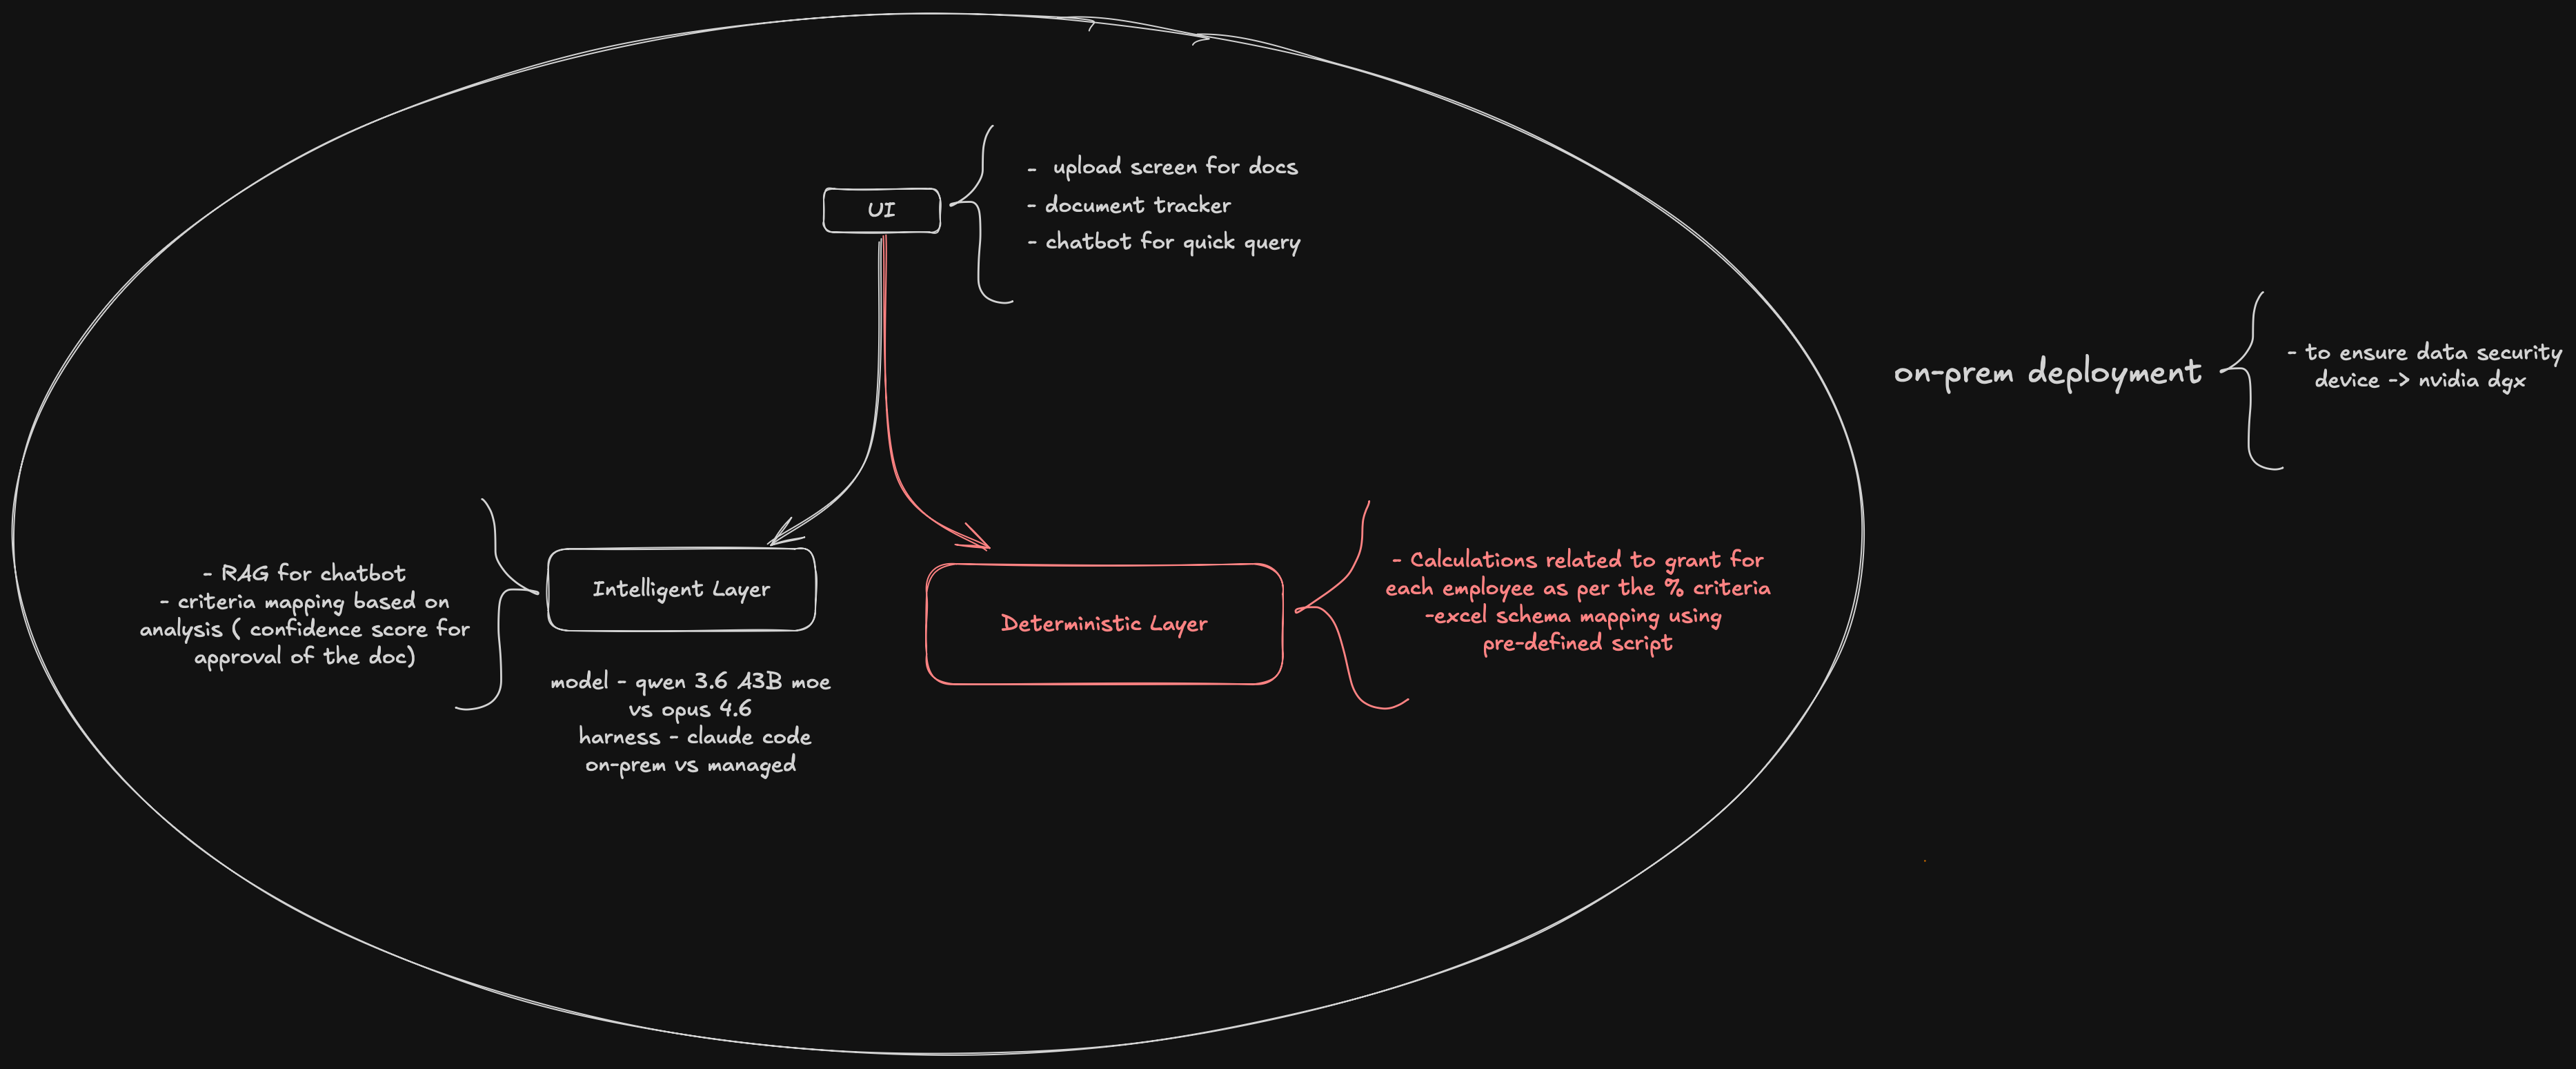 UI
- upload screen for docs
- document tracker
- chatbot for quick query
on-prem deployment
- to ensure data security
device -> nvidia dgx
Intelligent Layer
- RAG for chatbot
- criteria mapping based on
analysis ( confidence score for
approval of the doc)
model - qwen 3.6 A3B moe
vs opus 4.6
harness - claude code
on-prem vs managed
Deterministic Layer
- Calculations related to grant for
each employee as per the % criteria
-excel schema mapping using
pre-defined script